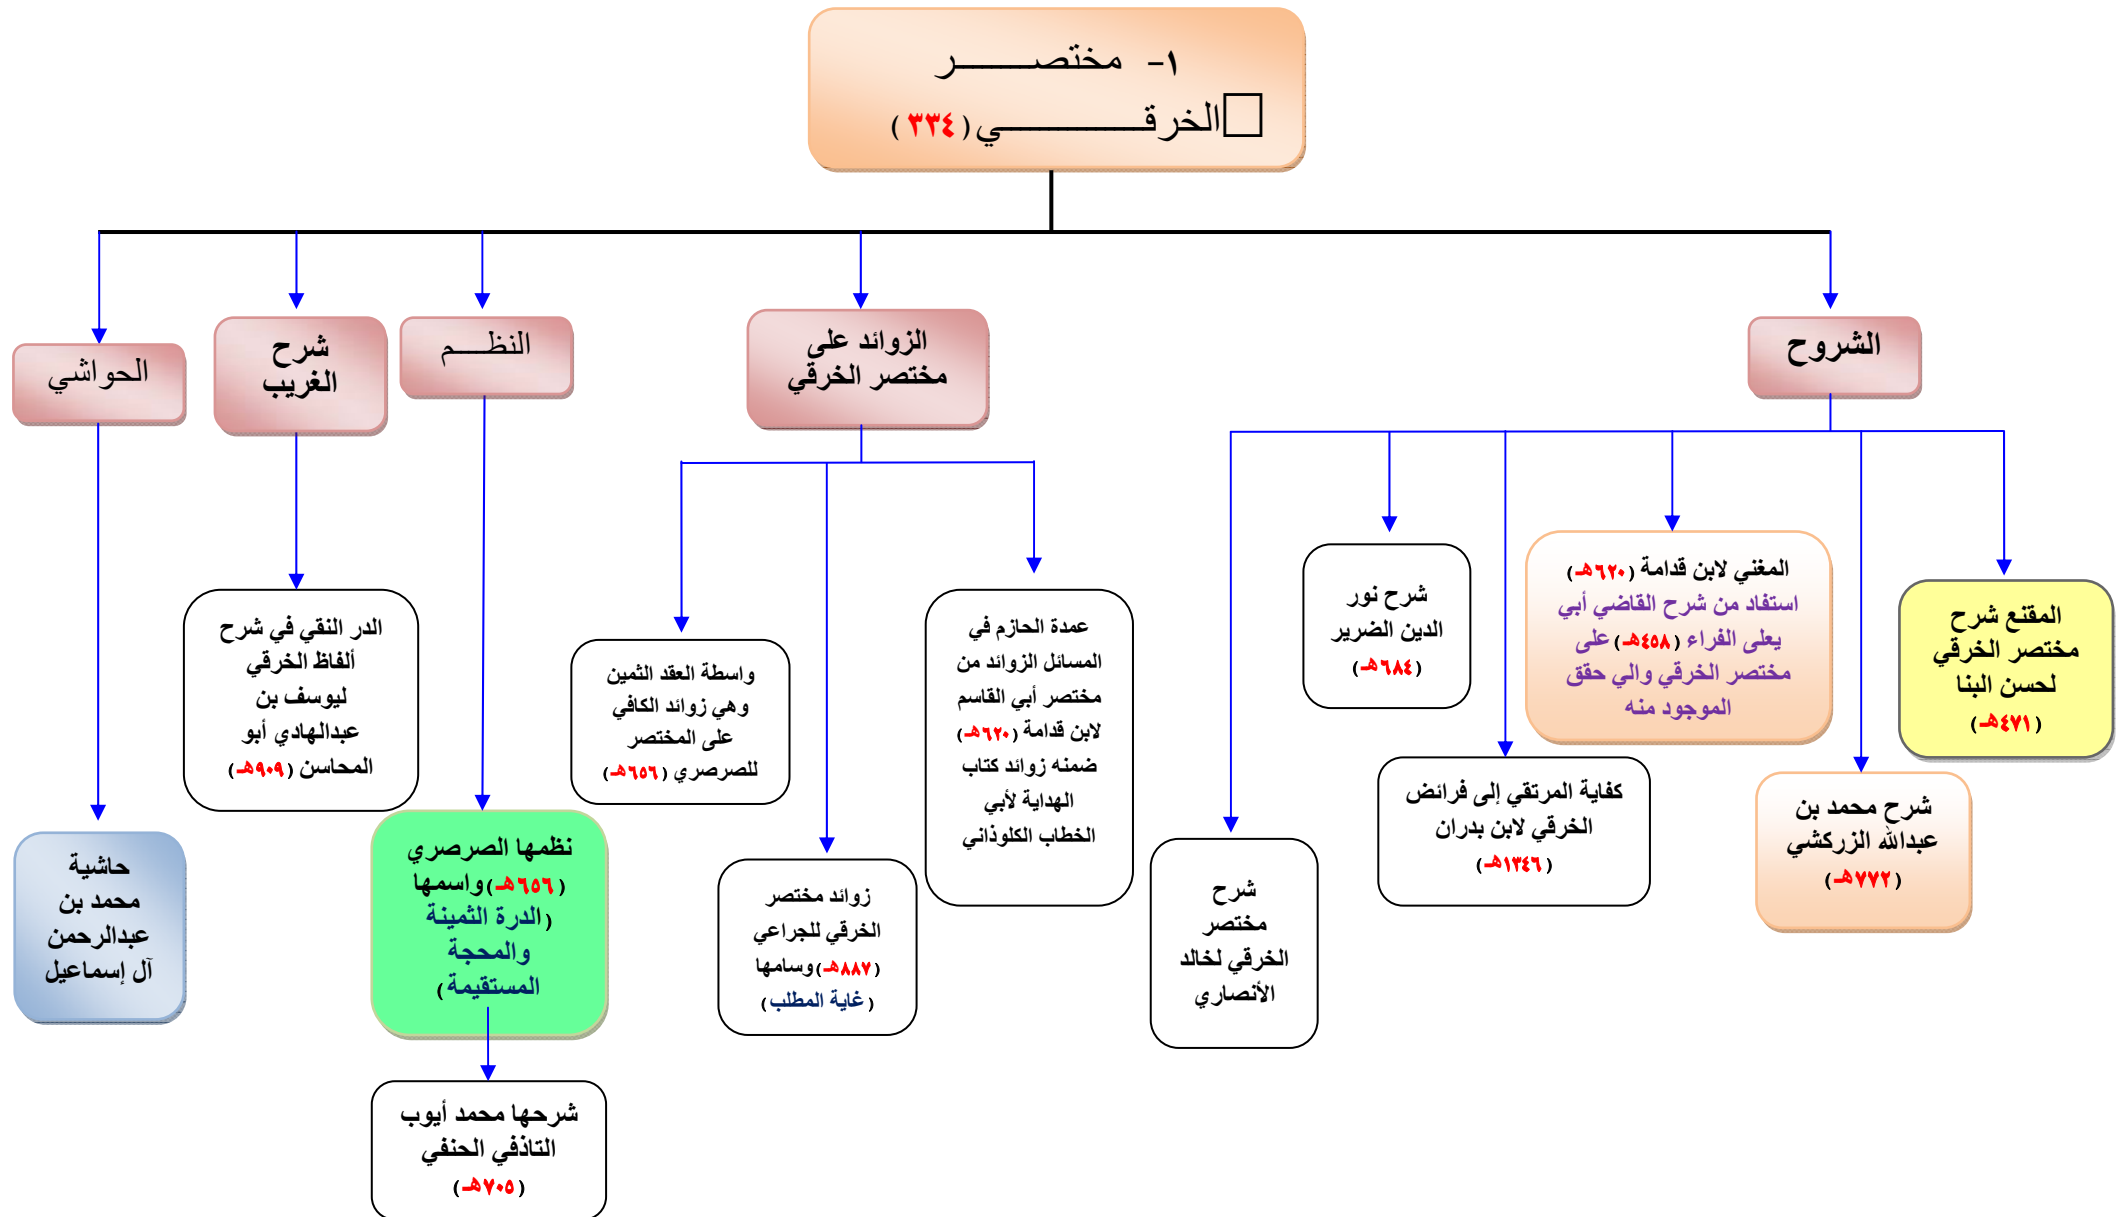 ١- مختصر
الخرقي (٣٣٤)
الشروح
الزوائد على
مختصر الخرقي
النظم
شرح
الغريب
الحواشي
المقنع شرح
مختصر الخرقي
لحسن البنا
(٤٧١هـ)
شرح محمد بن
عبدالله الزركشي
(٧٧٢هـ)
المغني لابن قدامة (٦٢٠هـ)
استفاد من شرح القاضي أبي
يعلى الفراء (٤٥٨هـ) على
مختصر الخرقي والي حقق
الموجود منه
كفاية المرتقي إلى فرائض
الخرقي لابن بدران
(١٣٤٦هـ)
شرح نور
الدين الضرير
(٦٨٤هـ)
شرح
مختصر
الخرقي لخالد
الأنصاري
عمدة الحازم في
المسائل الزوائد من
مختصر أبي القاسم
لابن قدامة (٦٢٠هـ)
ضمنه زوائد كتاب
الهداية لأبي
الخطاب الكلوذاني
زوائد مختصر
الخرقي للجراعي
(٨٨٧هـ) وسامها
(غاية المطلب)
واسطة العقد الثمين
وهي زوائد الكافي
على المختصر
للصرصري (٦٥٦هـ)
نظمها الصرصري
(٦٥٦هـ) واسمها
(الدرة الثمينة
والمحجة
المستقيمة)
شرحها محمد أيوب
التاذفي الحنفي
(٧٠٥هـ)
الدر النقي في شرح
ألفاظ الخرقي
ليوسف بن
عبدالهادي أبو
المحاسن (٩٠٩هـ)
حاشية
محمد بن
عبدالرحمن
آل إسماعيل